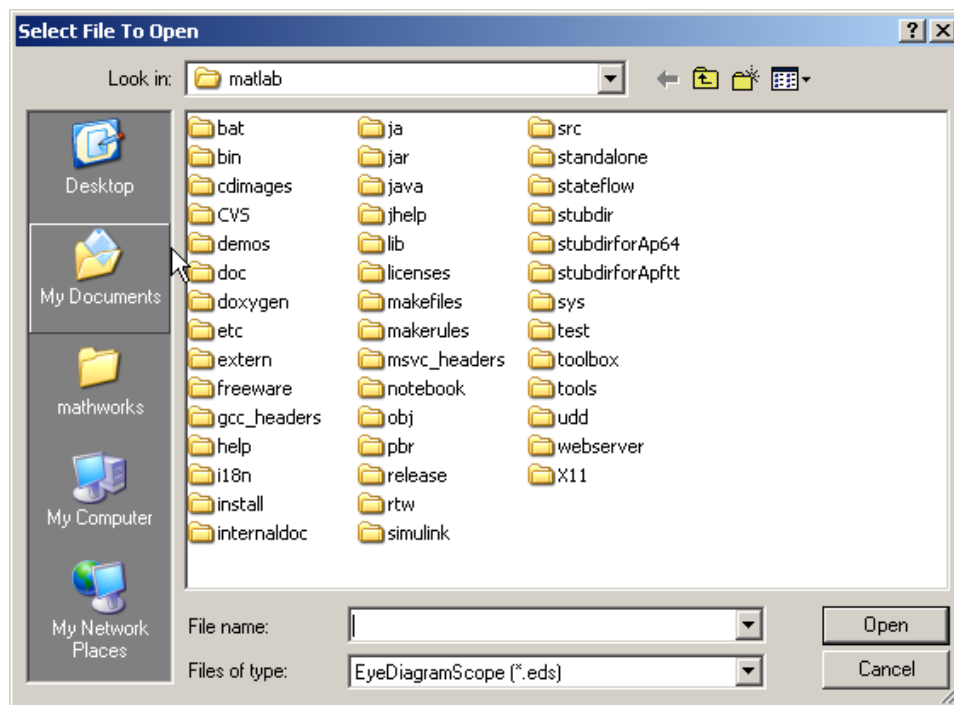 Select File To Open
Look in: matlab
Desktop
My Documents
mathworks
My Computer
My Network
Places
bat
bin
cdimages
CVS
demos
doc
doxygen
etc
extern
freeware
gcc_headers
help
i18n
install
internaldoc
ja
jar
java
jhelp
lib
licenses
makefiles
makerules
msvc_headers
notebook
obj
pbr
release
rtw
simulink
src
standalone
stateflow
stubdir
stubdirforAp64
stubdirforApftt
sys
test
toolbox
tools
udd
webserver
X11
File name:
Open
Files of type: EyeDiagramScope (*.eds)
Cancel